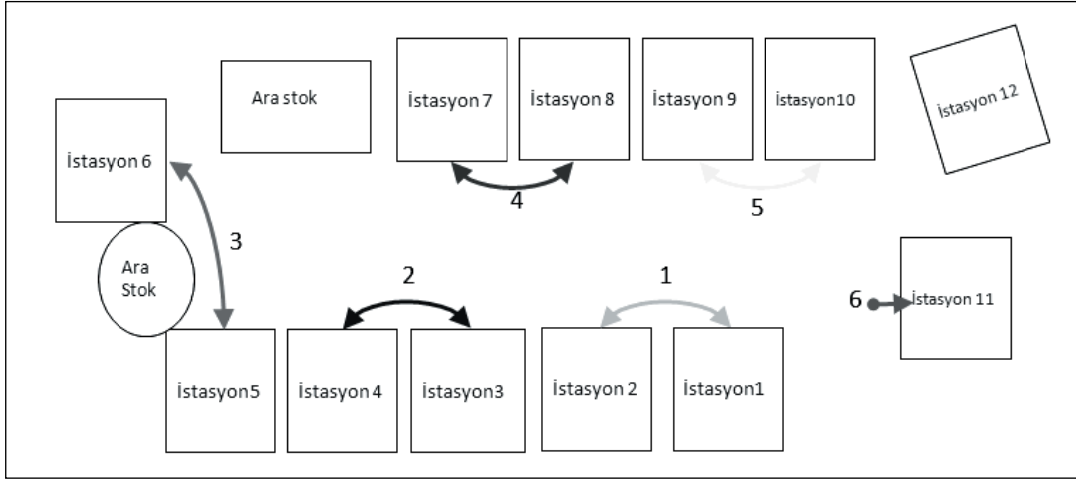 Ara stok
İstasyon 7
İstasyon 8
İstasyon 9
İstasyon10
İstasyon 12
İstasyon 6
4
5
3
Ara
Stok
2
1
6
İstasyon 11
İstasyon5
İstasyon 4
İstasyon3
İstasyon 2
İstasyon1